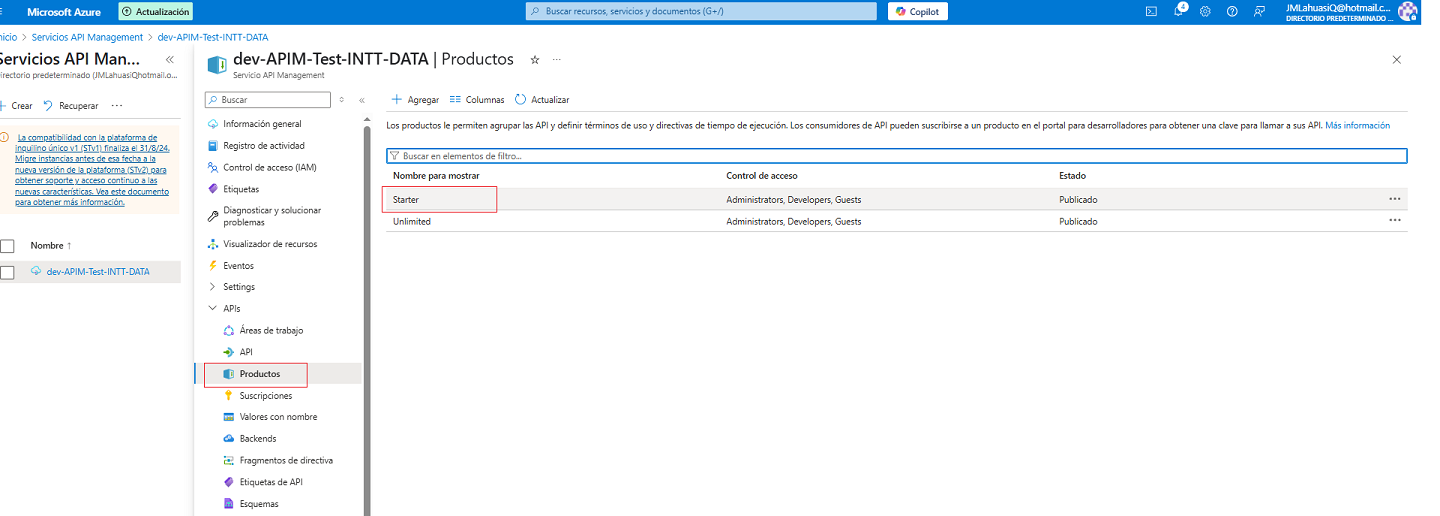 Microsoft Azure
Actualización
Buscar recursos, servicios y documentos (G+/)
Copilot
4
JMLahuasiQ@hotmail.c...
DIRECTORIO PREDETERMINADO ...
nicio > Servicios API Management > dev-APIM-Test-INTT-DATA
Servicios API Man... «
Directorio predeterminado (JMLahuasiQhotmail.o...
Crear Recuperar ...
La compatibilidad con la plataforma de
inquilino único v1 (STv1) finaliza el 31/8/24.
Migre instancias antes de esa fecha a la
nueva versión de la plataforma (STv2) para
obtener soporte y acceso continuo a las
nuevas características. Vea este documento
para obtener más información.
Nombre ↑
dev-APIM-Test-INTT-DATA
dev-APIM-Test-INTT-DATA | Productos ...
Servicio API Management
Buscar «
Información general
Registro de actividad
Control de acceso (IAM)
Etiquetas
Diagnosticar y solucionar
problemas
Visualizador de recursos
Eventos
Settings
APIs
Áreas de trabajo
API
Productos
Suscripciones
Valores con nombre
Backends
Fragmentos de directiva
Etiquetas de API
Esquemas
Agregar Columnas Actualizar
Los productos le permiten agrupar las API y definir términos de uso y directivas de tiempo de ejecución. Los consumidores de API pueden suscribirse a un producto en el portal para desarrolladores para obtener una clave para llamar a sus API. Más información
Buscar en elementos de filtro...
Nombre para mostrar Control de acceso Estado
Starter Administrators, Developers, Guests Publicado ...
Unlimited Administrators, Developers, Guests Publicado ...